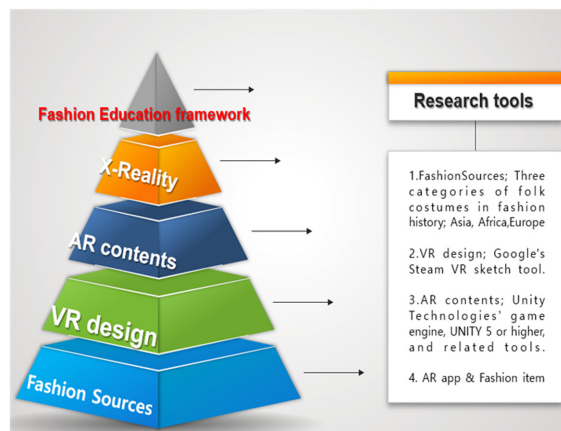 Fashion Education framework
X-Reality
AR contents
VR design
Fashion Sources
Research tools
1.FashionSources; Three
categories of folk
costumes in fashion
history; Asia, Africa,Europe
2.VR design; Google's
Steam VR sketch tool.
3.AR contents; Unity
Technologies' game
engine, UNITY 5 or higher,
and related tools.
4. AR app & Fashion item